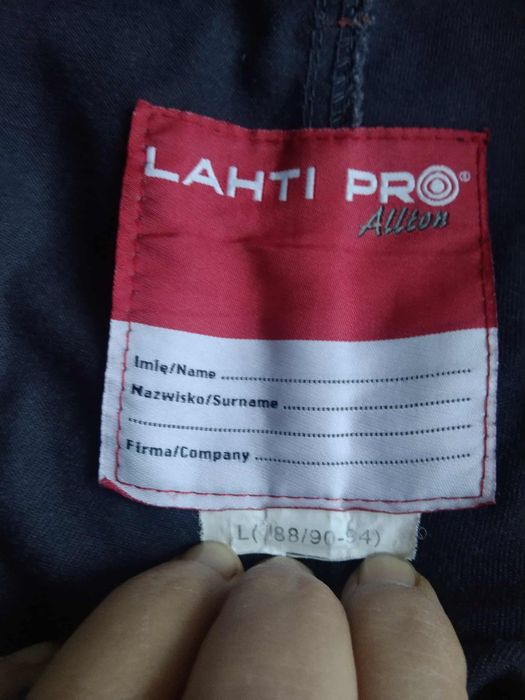 LAHTI PRO®
Allton
Imię/Name
Nazwisko/Surname
Firma/Company
L( /88/90-94)